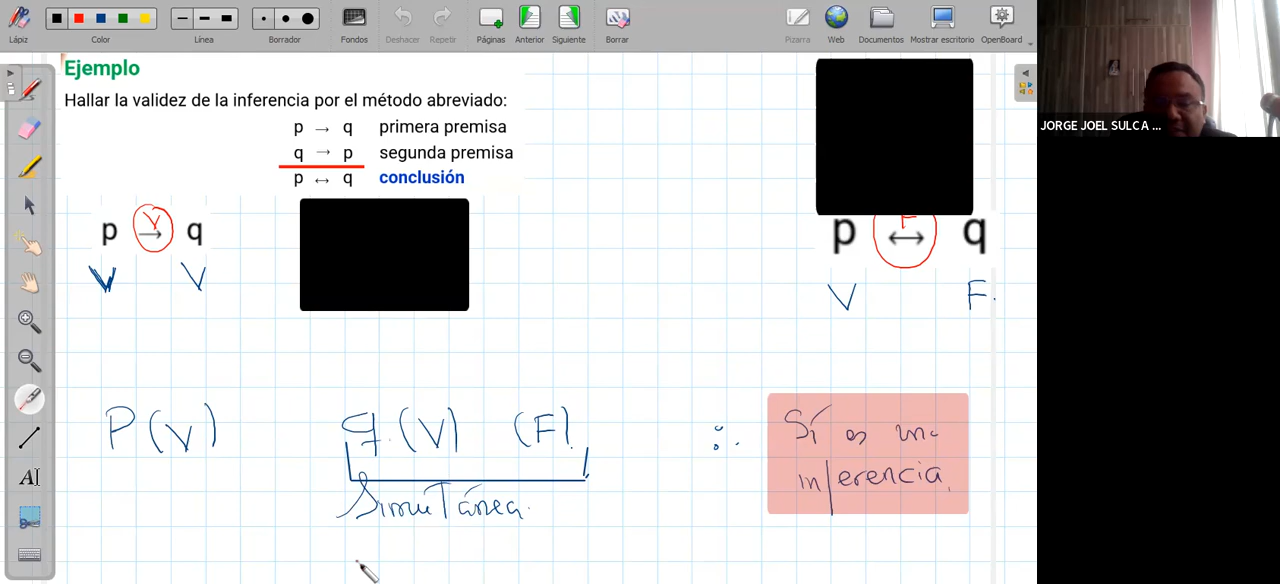 Lápiz Color Línea Borrador Fondos Deshacer Repetir Páginas Anterior Siguiente Borrar Pizarra Web Documentos Mostrar escritorio OpenBoard
Ejemplo
Hallar la validez de la inferencia por el método abreviado:
p → q primera premisa
q → p segunda premisa
p ↔ q conclusión
JORGE JOEL SULCA ...
V
p → q
V V
F
p ↔ q
V F.
P(V) q.(V) (F). ∴ Sí es una
inferencia.
Simultánea.
A